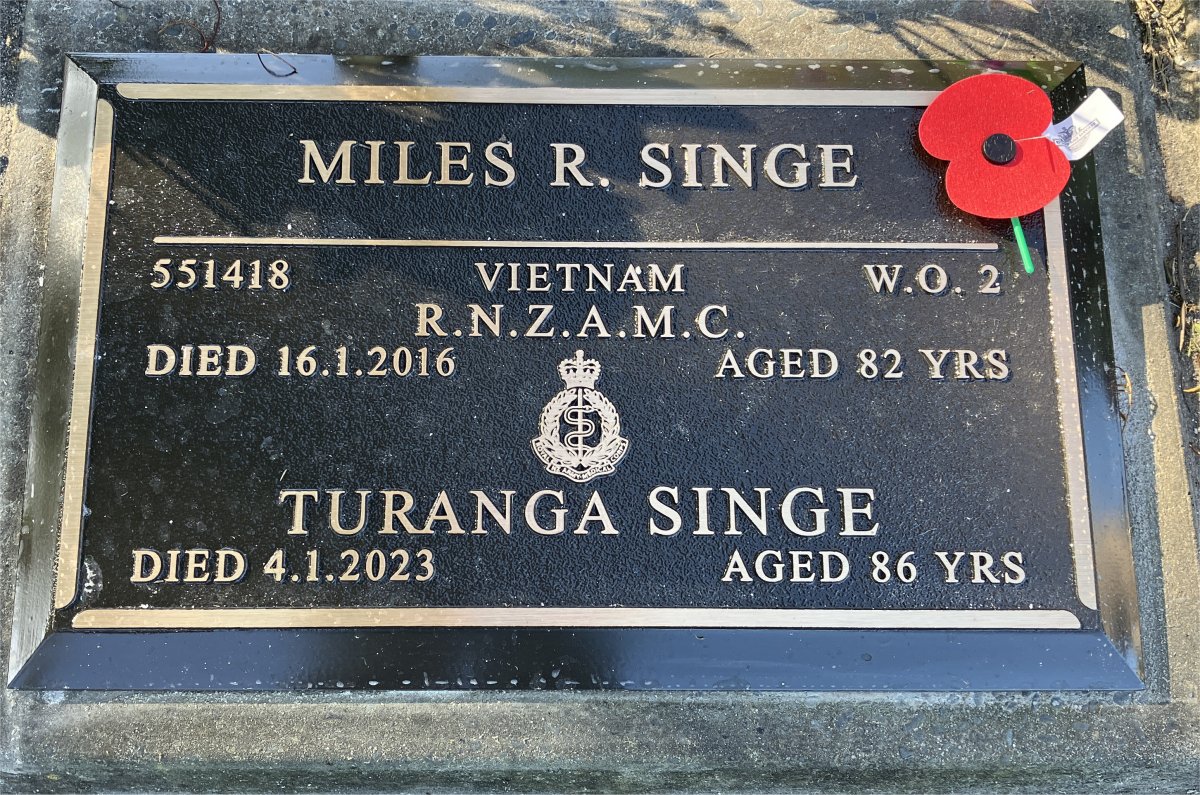 MILES R. SINGE
551418 VIETNAM W.O. 2
R.N.Z.A.M.C.
DIED 16.1.2016 AGED 82 YRS
TURANGA SINGE
DIED 4.1.2023 AGED 86 YRS